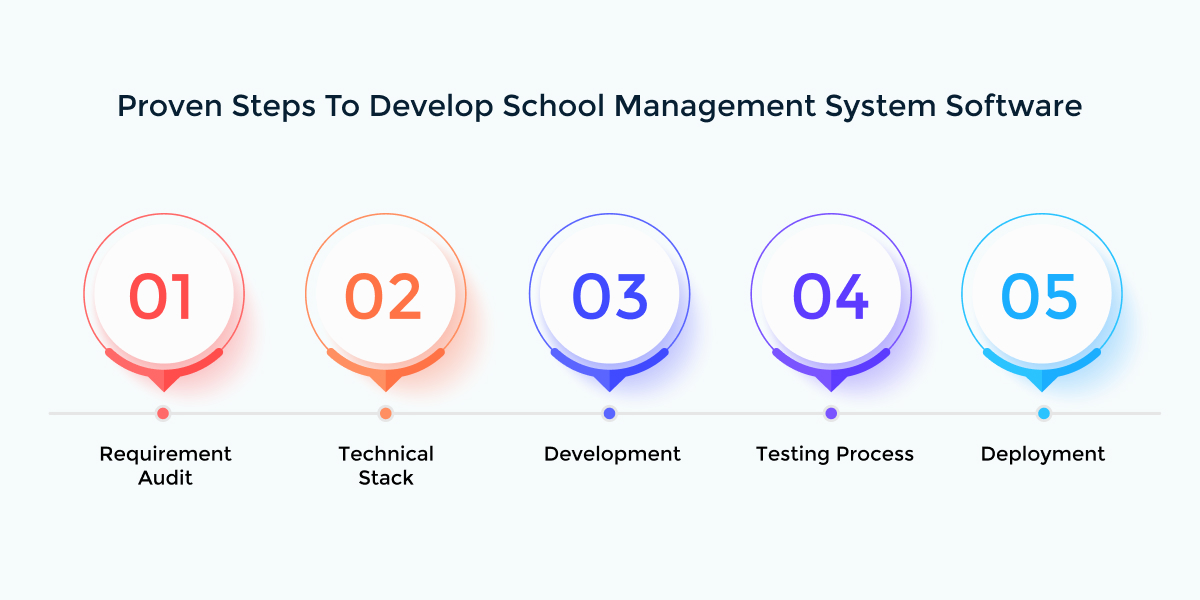 Proven Steps To Develop School Management System Software
01
02
03
04
05
Requirement
Audit
Technical
Stack
Development
Testing Process
Deployment